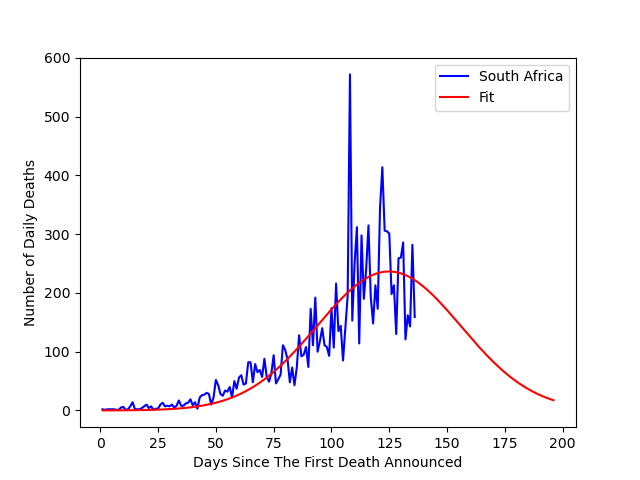 600
500
400
300
200
100
0
Number of Daily Deaths
South Africa
Fit
0 25 50 75 100 125 150 175 200
Days Since The First Death Announced